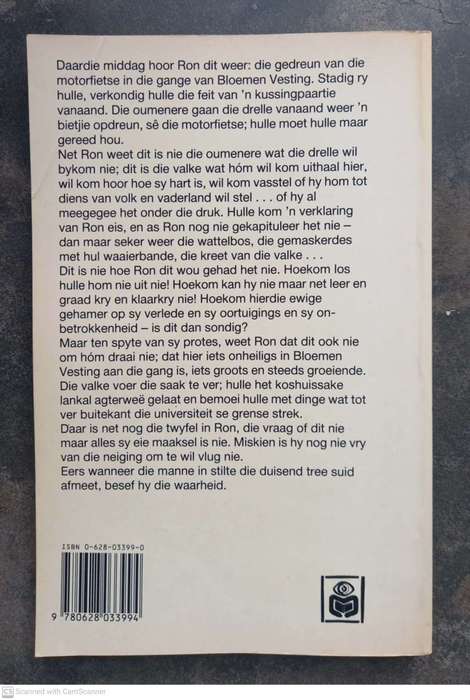 Daardie middag hoor Ron dit weer: die gedreun van die
motorfietse in die gange van Bloemen Vesting. Stadig ry
hulle, verkondig hulle die feit van 'n kussingpaartie
vanaand. Die oumenere gaan die drelle vanaand weer 'n
bietjie opdreun, sê die motorfietse; hulle moet hulle maar
gereed hou.
Net Ron weet dit is nie die oumenere wat die drelle wil
bykom nie; dit is die valke wat hóm wil kom uithaal hier,
wil kom hoor hoe sy hart is, wil kom vasstel of hy hom tot
diens van volk en vaderland wil stel . . . of hy al
meegegee het onder die druk. Hulle kom 'n verklaring
van Ron eis, en as Ron nog nie gekapituleer het nie –
dan maar seker weer die wattelbos, die gemaskerdes
met hul waaierbande, die kreet van die valke . . .
Dit is nie hoe Ron dit wou gehad het nie. Hoekom los
hulle hom nie uit nie! Hoekom kan hy nie maar net leer en
graad kry en klaarkry nie! Hoekom hierdie ewige
gehamer op sy verlede en sy oortuigings en sy on-
betrokkenheid – is dit dan sondig?
Maar ten spyte van sy protes, weet Ron dat dit ook nie
om hóm draai nie; dat hier iets onheiligs in Bloemen
Vesting aan die gang is, iets groots en steeds groeiende.
Die valke voer die saak te ver; hulle het koshuissake
lankal agterweë gelaat en bemoei hulle met dinge wat tot
ver buitekant die universiteit se grense strek.
Daar is net nog die twyfel in Ron, die vraag of dit nie
maar alles sy eie maaksel is nie. Miskien is hy nog nie vry
van die neiging om te wil vlug nie.
Eers wanneer die manne in stilte die duisend tree suid
afmeet, besef hy die waarheid.
ISBN 0-628-03399-0
9 780628 033994
CS Scanned with CamScanner